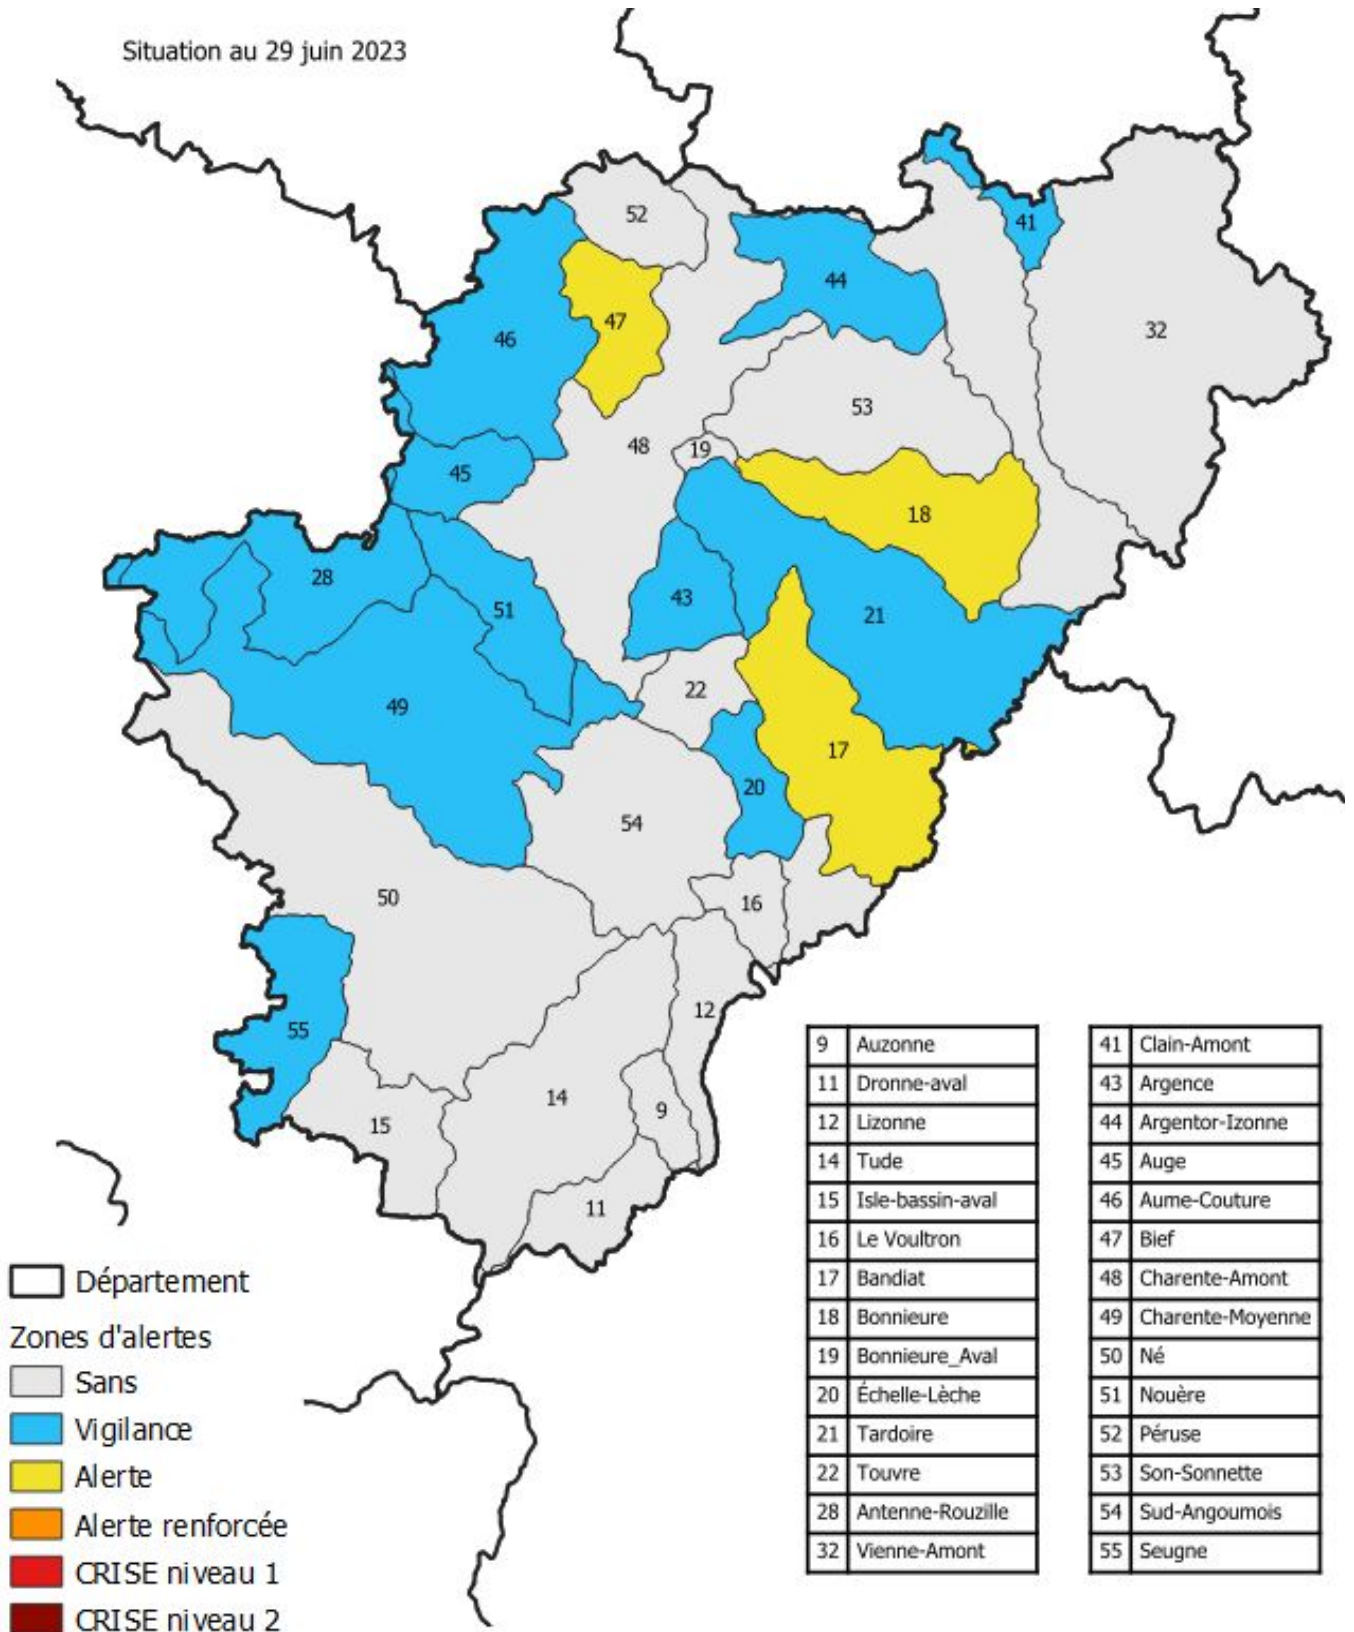 Situation au 29 juin 2023
52
41
44
47
32
46
53
48
19
45
18
28
51
43
21
22
49
17
20
54
50
16
12
55
14
9
15
11
9 Auzonne
11 Dronne-aval
12 Lizonne
14 Tude
15 Isle-bassin-aval
16 Le Voultron
17 Bandiat
18 Bonnieure
19 Bonnieure_Aval
20 Échelle-Lèche
21 Tardoire
22 Touvre
28 Antenne-Rouzille
32 Vienne-Amont
41 Clain-Amont
43 Argence
44 Argentor-Izonne
45 Auge
46 Aume-Couture
47 Bief
48 Charente-Amont
49 Charente-Moyenne
50 Né
51 Nouère
52 Péruse
53 Son-Sonnette
54 Sud-Angoumois
55 Seugne
Département
Zones d'alertes
Sans
Vigilance
Alerte
Alerte renforcée
CRISE niveau 1
CRISE niveau 2